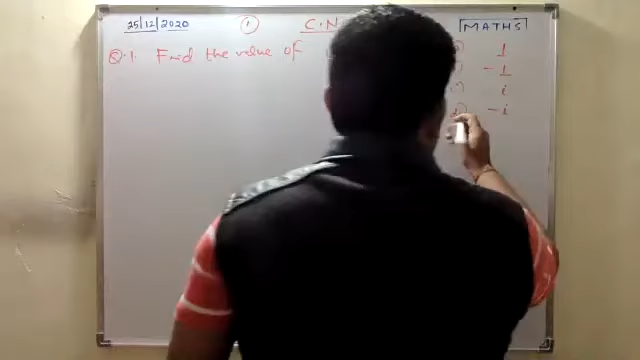 25/12/2020 1 C.N MATHS
Q.1. Find the value of
1
- 1
i
- i